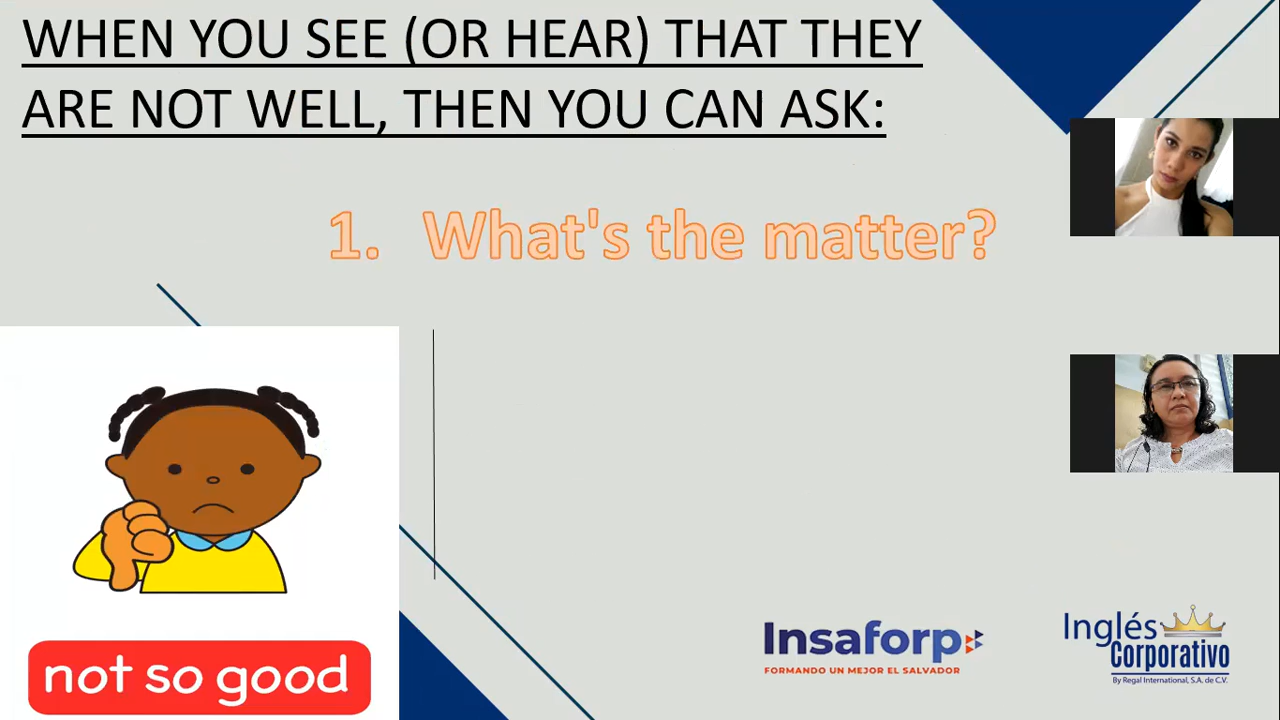 WHEN YOU SEE (OR HEAR) THAT THEY
ARE NOT WELL, THEN YOU CAN ASK:
1. What's the matter?
not so good
Insaforp
FORMANDO UN MEJOR EL SALVADOR
Inglés
Corporativo
By Regal International, S.A. de C.V.